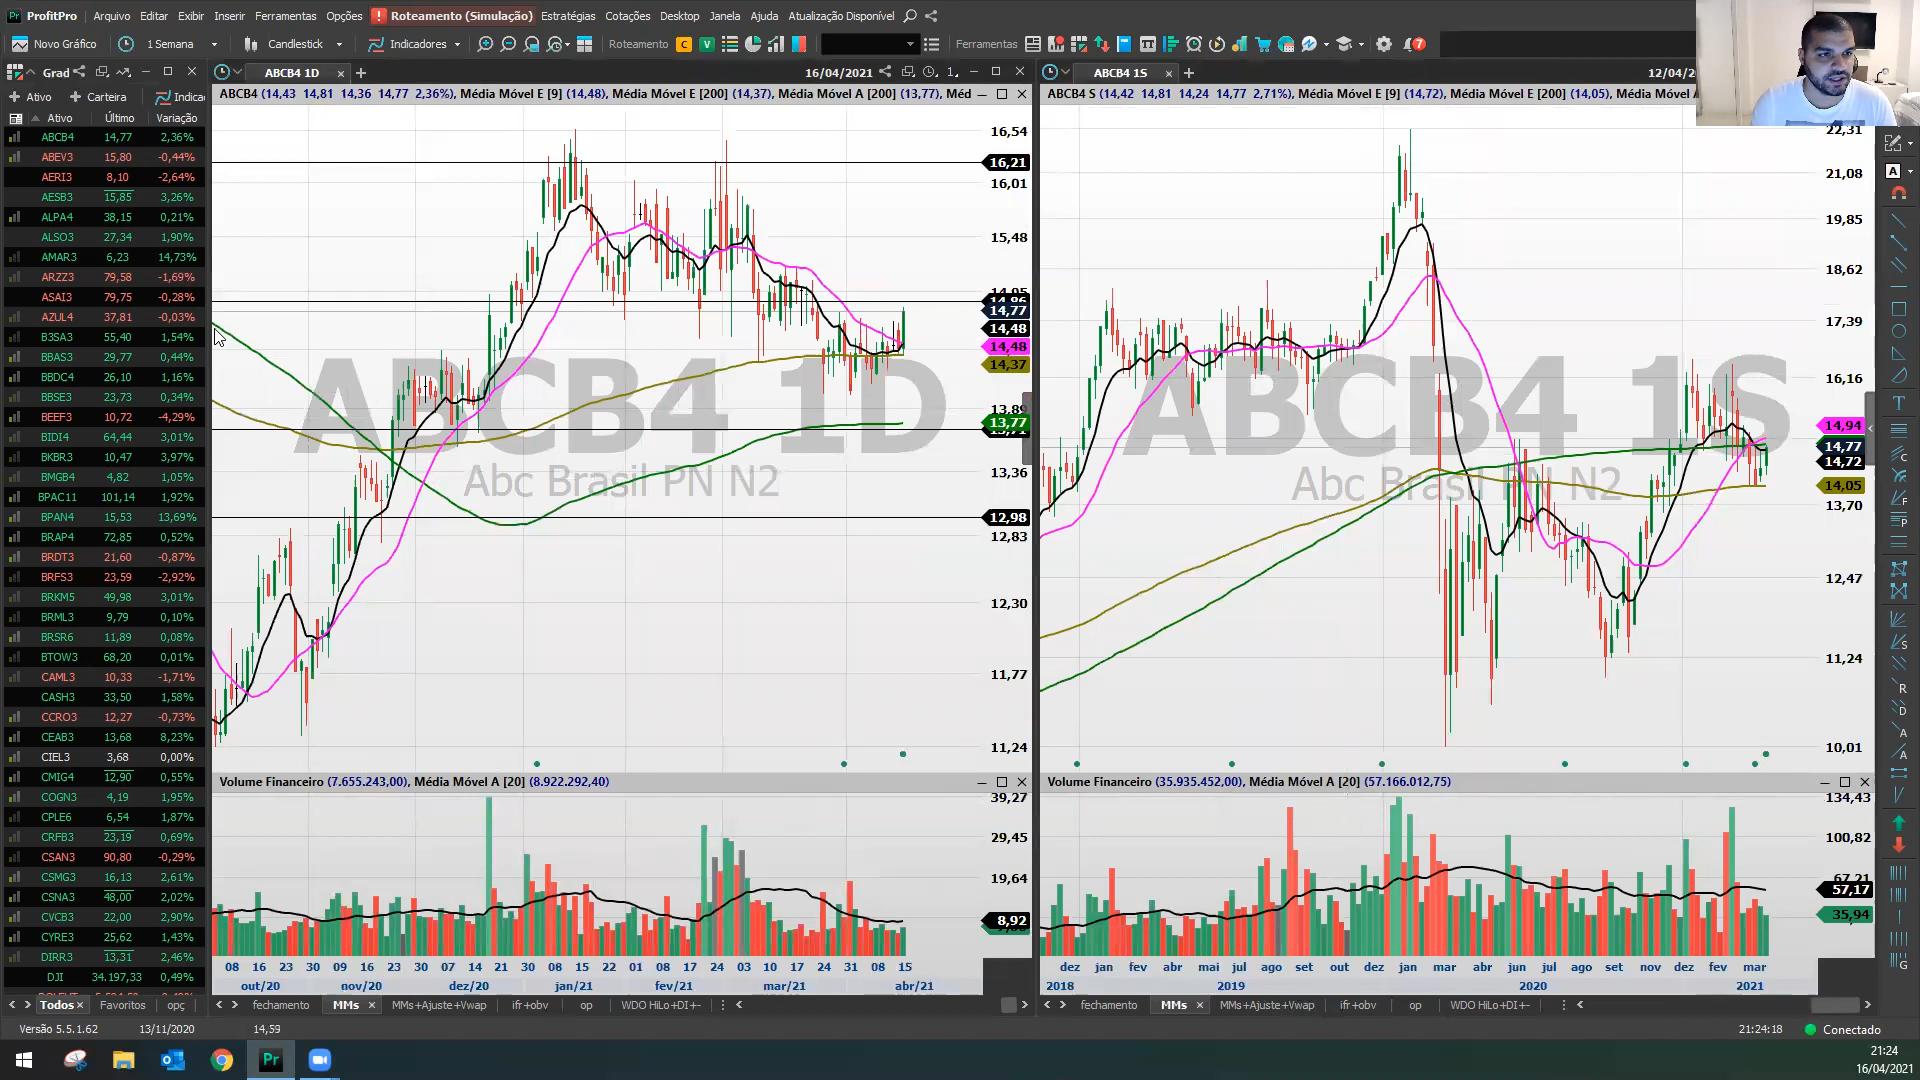 ProfitPro Arquivo Editar Exibir Inserir Ferramentas Opções Roteamento (Simulação) Estratégias Cotações Desktop Janela Ajuda Atualização Disponível
Novo Gráfico 1 Semana Candlestick Indicadores Roteamento C V Ferramentas 7
Grad
Ativo Carteira Indica
Ativo Último Variação
ABCB4 14,77 2,36%
ABEV3 15,80 -0,44%
AERI3 8,10 -2,64%
AESB3 15,85 3,26%
ALPA4 38,15 0,21%
ALSO3 27,34 1,90%
AMAR3 6,23 14,73%
ARZZ3 79,58 -1,69%
ASAI3 79,75 -0,28%
AZUL4 37,81 -0,03%
B3SA3 55,40 1,54%
BBAS3 29,77 0,44%
BBDC4 26,10 1,16%
BBSE3 23,73 0,34%
BEEF3 10,72 -4,29%
BIDI4 64,44 3,01%
BKBR3 10,47 3,97%
BMGB4 4,82 1,05%
BPAC11 101,14 1,92%
BPAN4 15,53 13,69%
BRAP4 72,85 0,52%
BRDT3 21,60 -0,87%
BRFS3 23,59 -2,92%
BRKM5 49,98 3,01%
BRML3 9,79 0,10%
BRSR6 11,89 0,08%
BTOW3 68,20 0,01%
CAML3 10,33 -1,71%
CASH3 33,50 1,58%
CCRO3 12,27 -0,73%
CEAB3 13,68 8,23%
CIEL3 3,68 0,00%
CMIG4 12,90 0,55%
COGN3 4,19 1,95%
CPLE6 6,54 1,87%
CRFB3 23,19 0,69%
CSAN3 90,80 -0,29%
CSMG3 16,13 2,61%
CSNA3 48,00 2,02%
CVCB3 22,00 2,90%
CYRE3 25,62 1,43%
DIRR3 13,31 2,46%
DJI 34.197,33 0,49%
Todos Favoritos opç
ABCB4 1D 16/04/2021 1
ABCB4 (14,43 14,81 14,36 14,77 2,36%), Média Móvel E [9] (14,48), Média Móvel E [200] (14,37), Média Móvel A [200] (13,77), Méd
16,54
16,21
16,01
15,48
14,77
14,48
14,48
14,37
13,89
13,77
13,36
12,98
12,83
12,30
11,77
11,24
ABCB4 1D
Abc Brasil PN N2
Volume Financeiro (7.655.243,00), Média Móvel A [20] (8.922.292,40)
39,27
29,45
19,64
8,92
08 16 23 30 09 16 23 30 07 14 21 30 08 15 22 01 08 17 24 03 10 17 24 31 08 15
out/20 nov/20 dez/20 jan/21 fev/21 mar/21 abr/21
fechamento MMs MMs+Ajuste+Vwap ifr+obv op WDO HiLo+DI+-
ABCB4 1S 12/04/20
ABCB4 S (14,42 14,81 14,24 14,77 2,71%), Média Móvel E [9] (14,72), Média Móvel E [200] (14,05), Média Móvel A
22,31
21,08
19,85
18,62
17,39
16,16
14,94
14,77
14,72
14,05
13,70
12,47
11,24
10,01
ABCB4 1S
Abc Brasil PN N2
Volume Financeiro (35.935.452,00), Média Móvel A [20] (57.166.012,75)
134,43
100,82
67,21
57,17
35,94
dez jan fev abr mai jul ago set out dez jan mar abr jun jul ago set nov dez fev mar
2018 2019 2020 2021
fechamento MMs MMs+Ajuste+Vwap ifr+obv op WDO HiLo+DI+-
Versão 5.5.1.62 13/11/2020 14,59 21:24:18 Conectado
21:24
16/04/2021